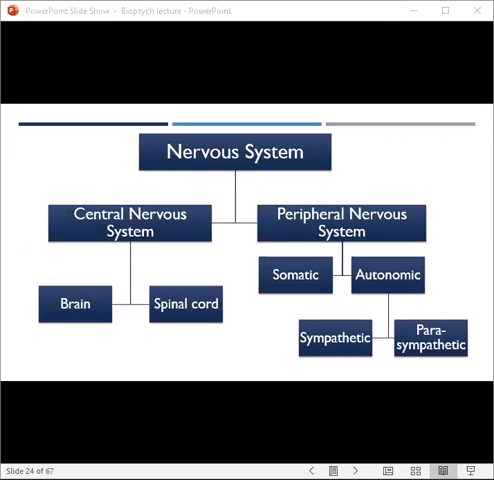 PowerPoint Slide Show - Biopsych lecture - PowerPoint
Nervous System
Central Nervous
System
Peripheral Nervous
System
Somatic
Autonomic
Brain
Spinal cord
Sympathetic
Para-
sympathetic
Slide 24 of 67